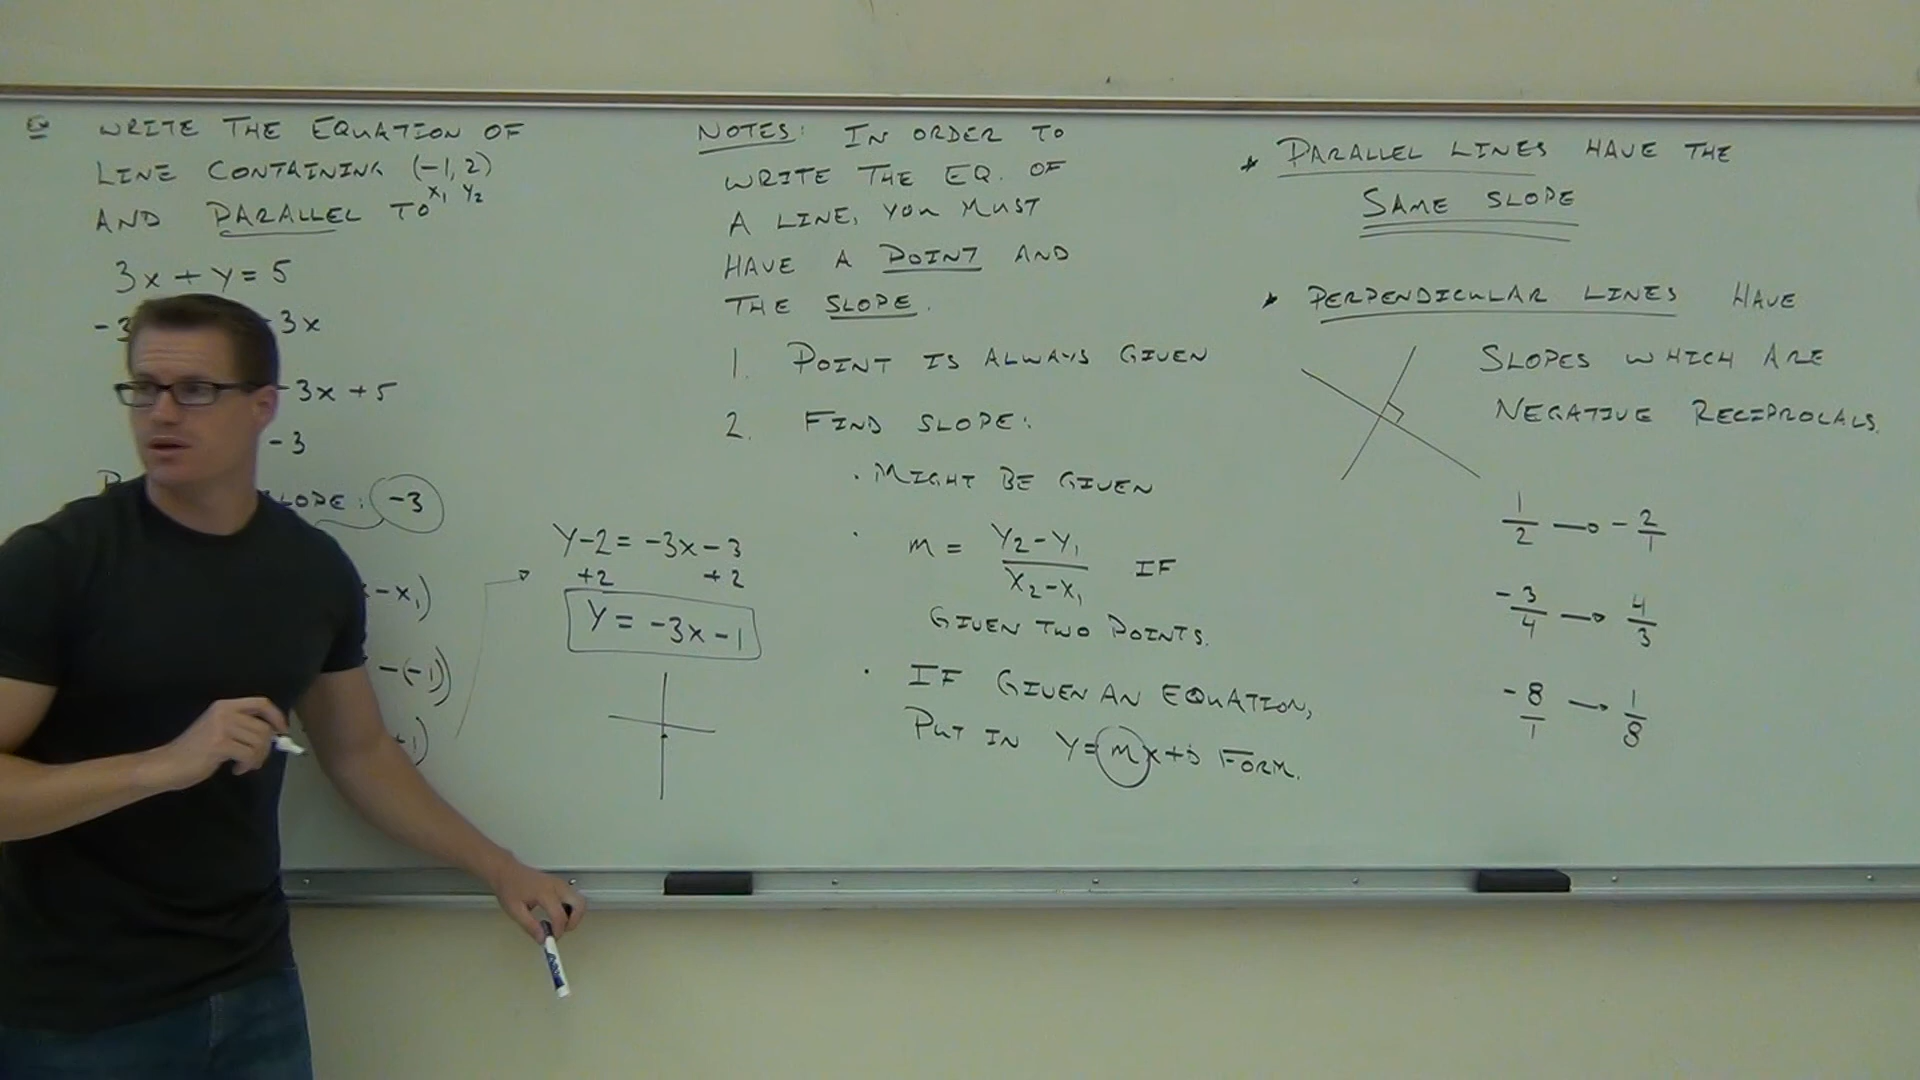 Ex WRITE THE EQUATION OF
LINE CONTAINING (-1, 2)
x₁ y₂
AND PARALLEL TO
3x + y = 5
-3 3x
-3x + 5
-3
LOPE: -3
- x₁)
- (-1))
1)
y-2 = -3x - 3
+2 +2
y = -3x - 1
NOTES: IN ORDER TO
WRITE THE EQ. OF
A LINE, YOU MUST
HAVE A POINT AND
THE SLOPE.
1. POINT IS ALWAYS GIVEN
2. FIND SLOPE:
· MIGHT BE GIVEN
· m = y₂-y₁ / x₂-x₁ IF
GIVEN TWO POINTS.
· IF GIVEN AN EQUATION,
PUT IN y=mx+b FORM.
* PARALLEL LINES HAVE THE
SAME SLOPE
* PERPENDICULAR LINES HAVE
SLOPES WHICH ARE
NEGATIVE RECIPROCALS.
1/2 → -2/1
-3/4 → 4/3
-8/1 → 1/8